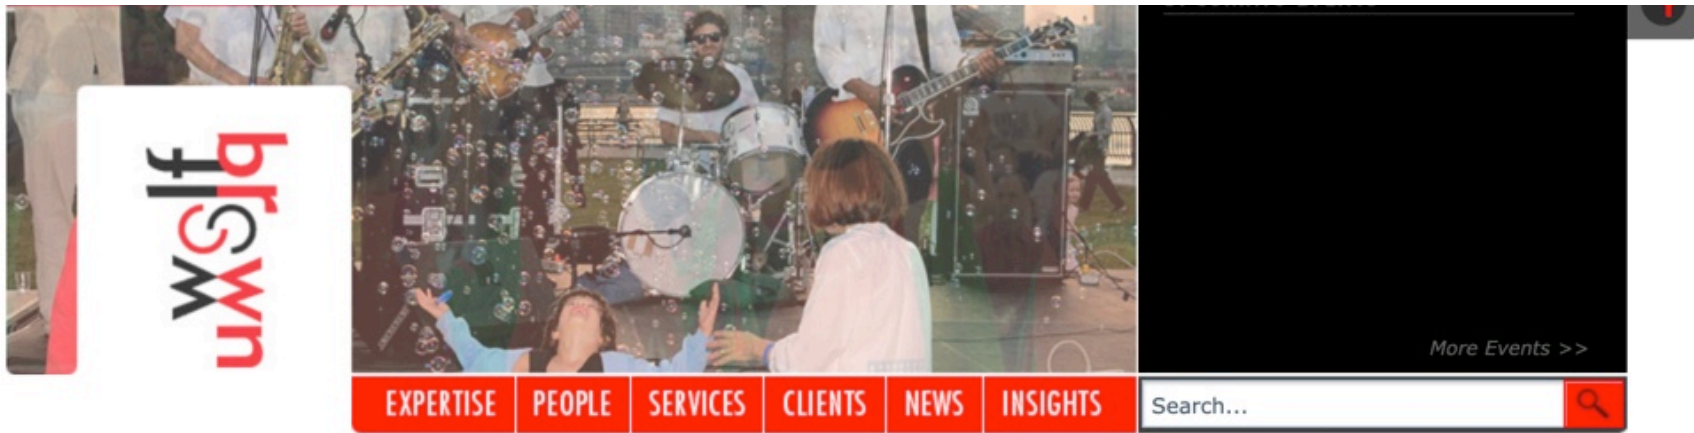 wolf
brown
More Events >>
EXPERTISE PEOPLE SERVICES CLIENTS NEWS INSIGHTS
Search...